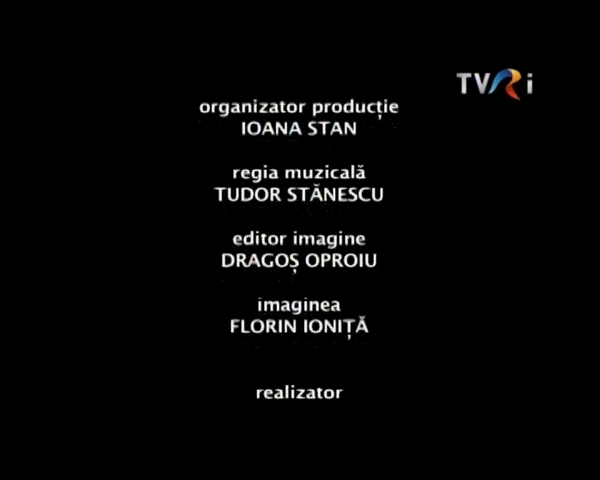 TVRi
organizator producție
IOANA STAN
regia muzicală
TUDOR STĂNESCU
editor imagine
DRAGOȘ OPROIU
imaginea
FLORIN IONIȚĂ
realizator